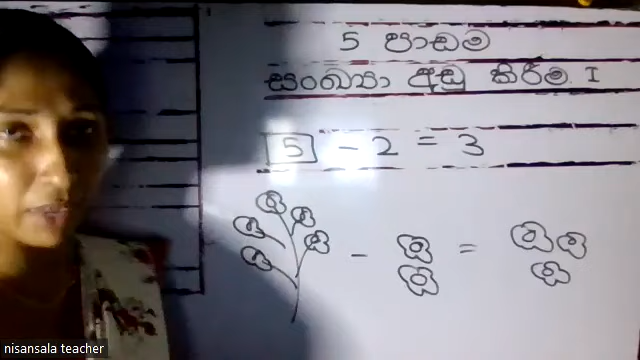 5 පාඩම
සංඛ්‍යා අඩු කිරීම I
5 - 2 = 3
- =
nisansala teacher